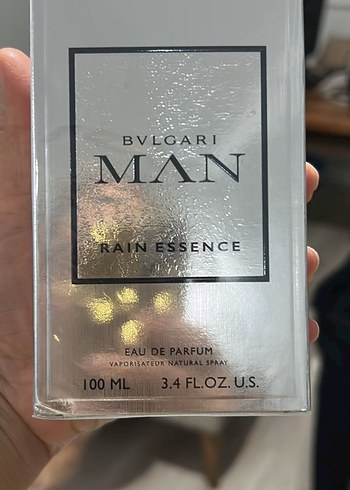 BVLGARI
MAN
RAIN ESSENCE
EAU DE PARFUM
VAPORISATEUR NATURAL SPRAY
100 ML 3.4 FL.OZ. U.S.